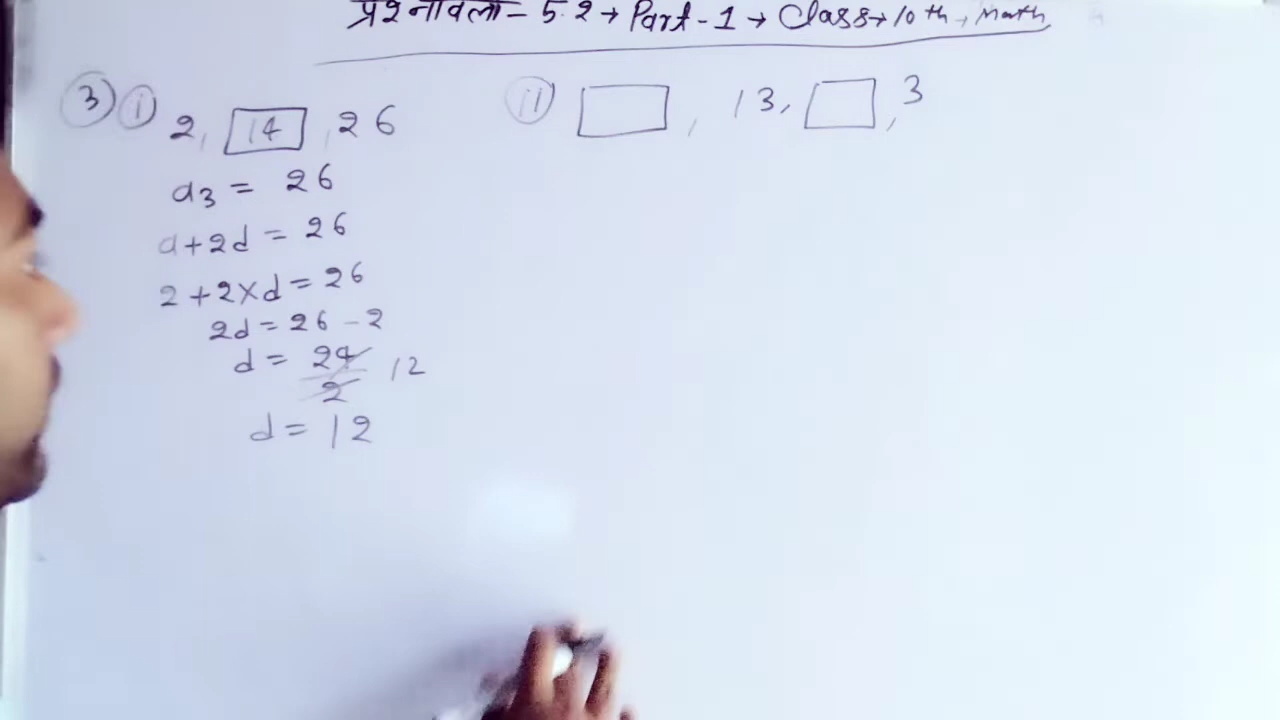 प्रश्नावली - 5.2 → Part - 1 → Class → 10th → Math
3 i 2, 14, 26
a3 = 26
a+2d = 26
2+2×d = 26
2d = 26 - 2
d = 24/2 12
d = 12
ii □, 13, □, 3